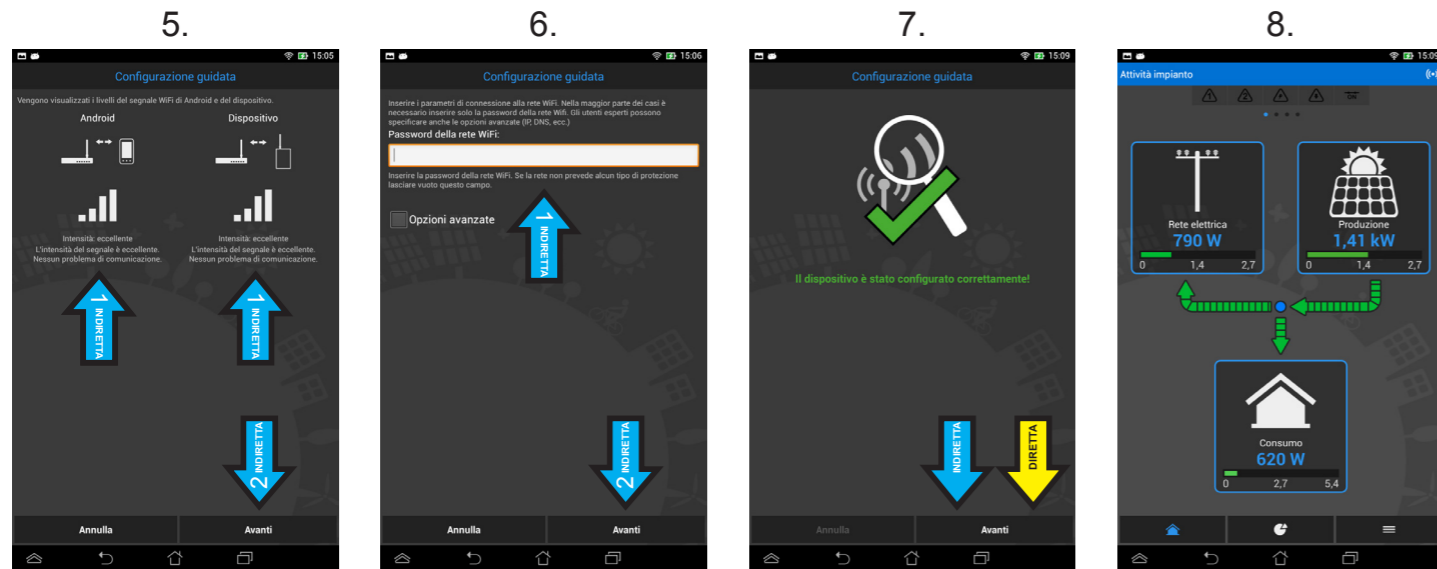 5.
15:05
Configurazione guidata
Vengono visualizzati i livelli del segnale WiFi di Android e del dispositivo.
Android
Dispositivo
Intensità: eccellente
L'intensità del segnale è eccellente.
Nessun problema di comunicazione.
Intensità: eccellente
L'intensità del segnale è eccellente.
Nessun problema di comunicazione.
1 INDIRETTA
1 INDIRETTA
2 INDIRETTA
Annulla
Avanti
6.
15:06
Configurazione guidata
Inserire i parametri di connessione alla rete WiFi. Nella maggior parte dei casi è
necessario inserire solo la password della rete Wifi. Gli utenti esperti possono
specificare anche le opzioni avanzate (IP, DNS, ecc.)
Password della rete WiFi:
Inserire la password della rete WiFi. Se la rete non prevede alcun tipo di protezione
lasciare vuoto questo campo.
Opzioni avanzate
1 INDIRETTA
2 INDIRETTA
Annulla
Avanti
7.
15:09
Configurazione guidata
Il dispositivo è stato configurato correttamente!
INDIRETTA
DIRETTA
Annulla
Avanti
8.
15:09
Attività impianto
1
2
ON
Rete elettrica
790 W
0 1,4 2,7
Produzione
1,41 kW
0 1,4 2,7
Consumo
620 W
0 2,7 5,4